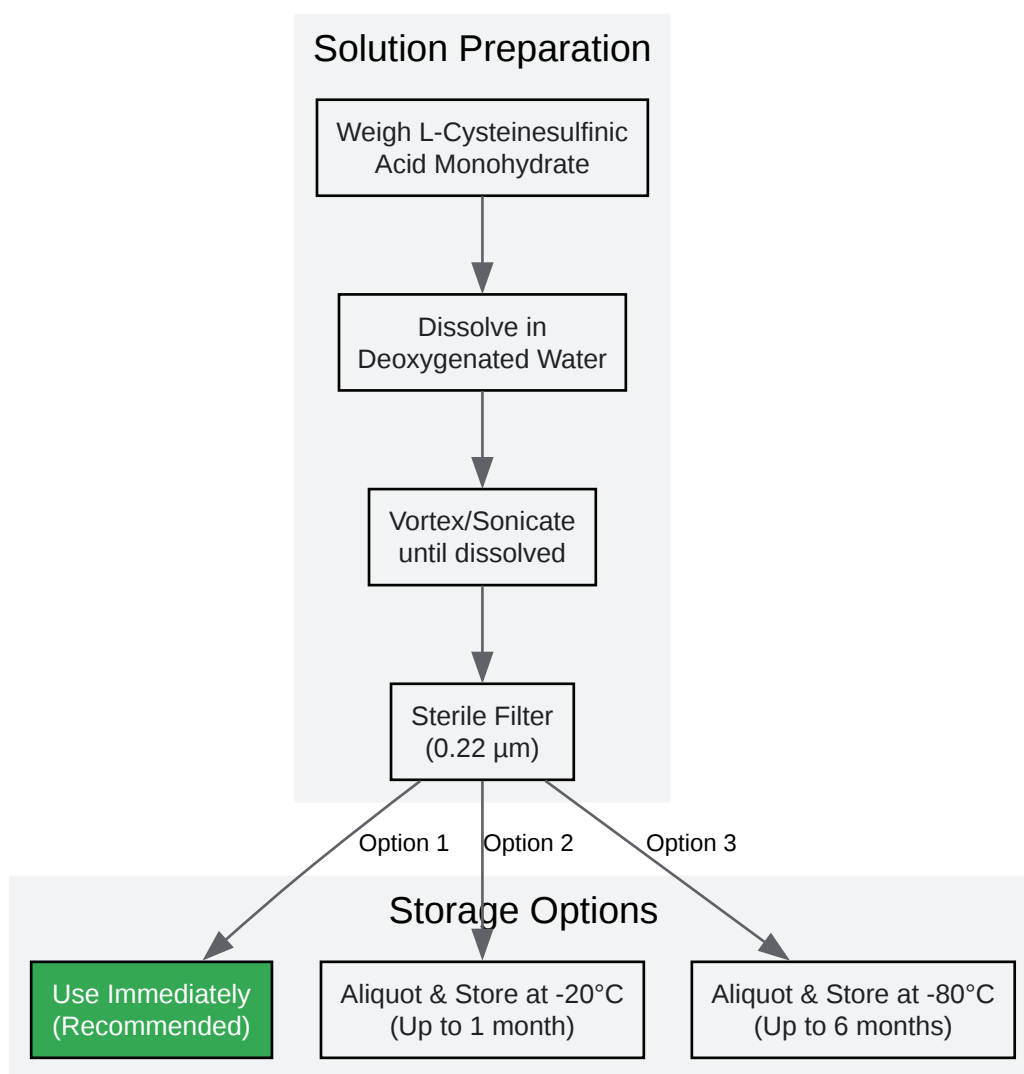 Solution Preparation
Weigh L-Cysteinesulfinic
Acid Monohydrate
Dissolve in
Deoxygenated Water
Vortex/Sonicate
until dissolved
Sterile Filter
(0.22 µm)
Option 1
Option 2
Option 3
Storage Options
Use Immediately
(Recommended)
Aliquot & Store at -20°C
(Up to 1 month)
Aliquot & Store at -80°C
(Up to 6 months)